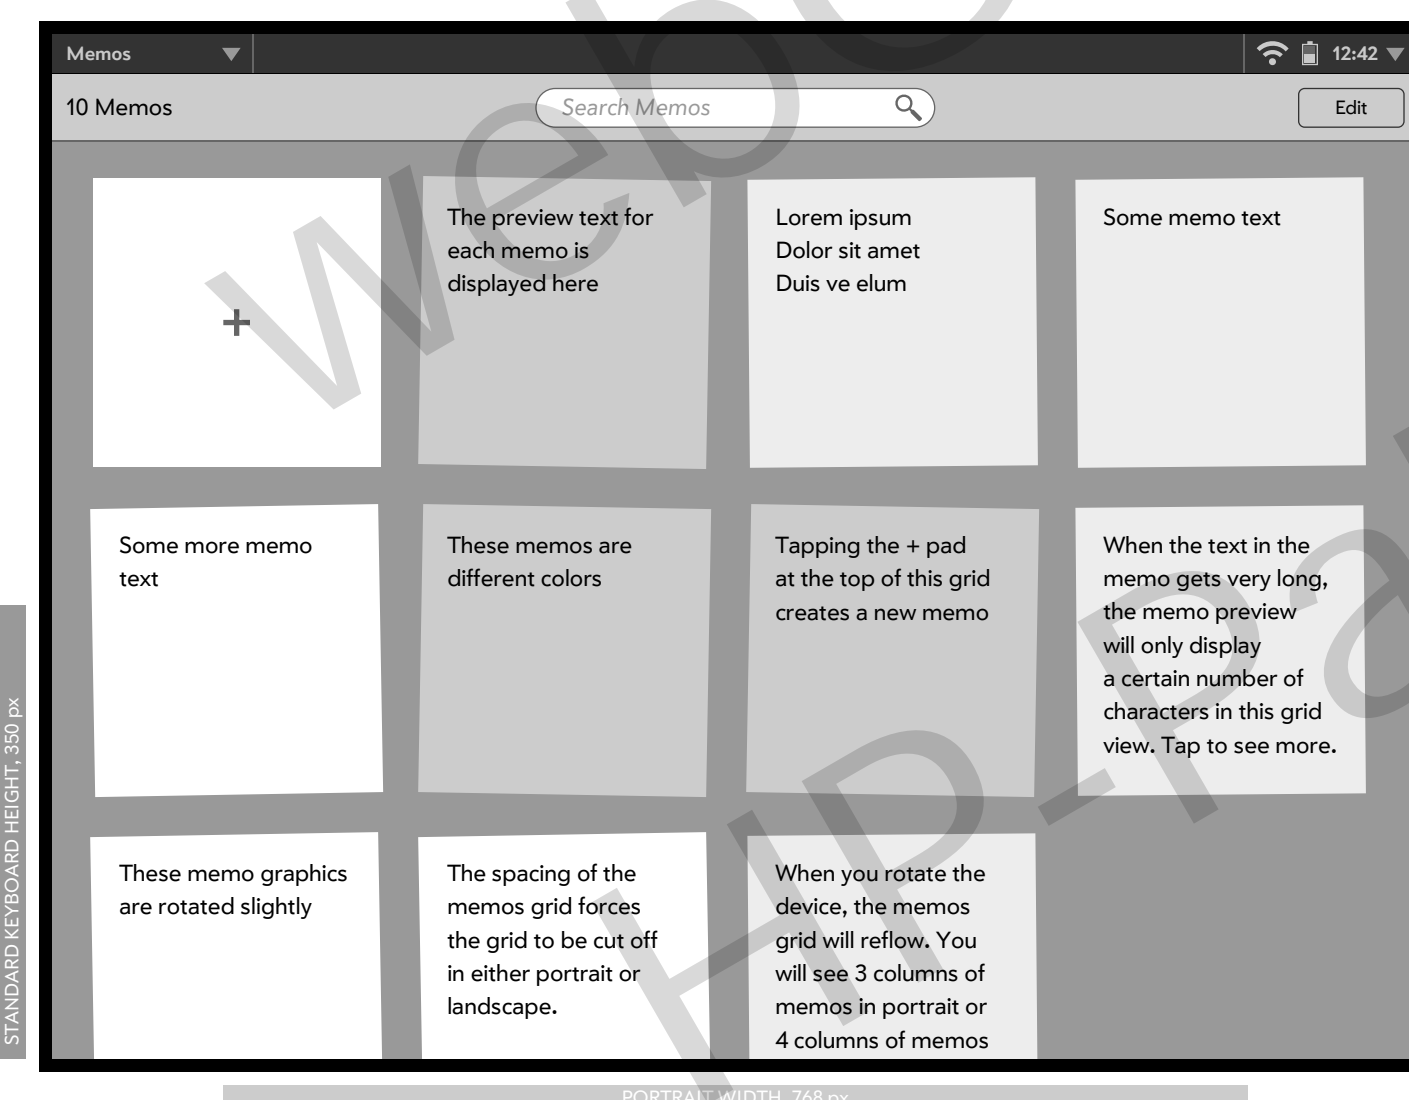 Memos
12:42
10 Memos
Search Memos
Edit
+
The preview text for
each memo is
displayed here
Lorem ipsum
Dolor sit amet
Duis ve elum
Some memo text
Some more memo
text
These memos are
different colors
Tapping the + pad
at the top of this grid
creates a new memo
When the text in the
memo gets very long,
the memo preview
will only display
a certain number of
characters in this grid
view. Tap to see more.
These memo graphics
are rotated slightly
The spacing of the
memos grid forces
the grid to be cut off
in either portrait or
landscape.
When you rotate the
device, the memos
grid will reflow. You
will see 3 columns of
memos in portrait or
4 columns of memos
STANDARD KEYBOARD HEIGHT, 350 px
PORTRAIT WIDTH, 768 px
webO
HP-Pa